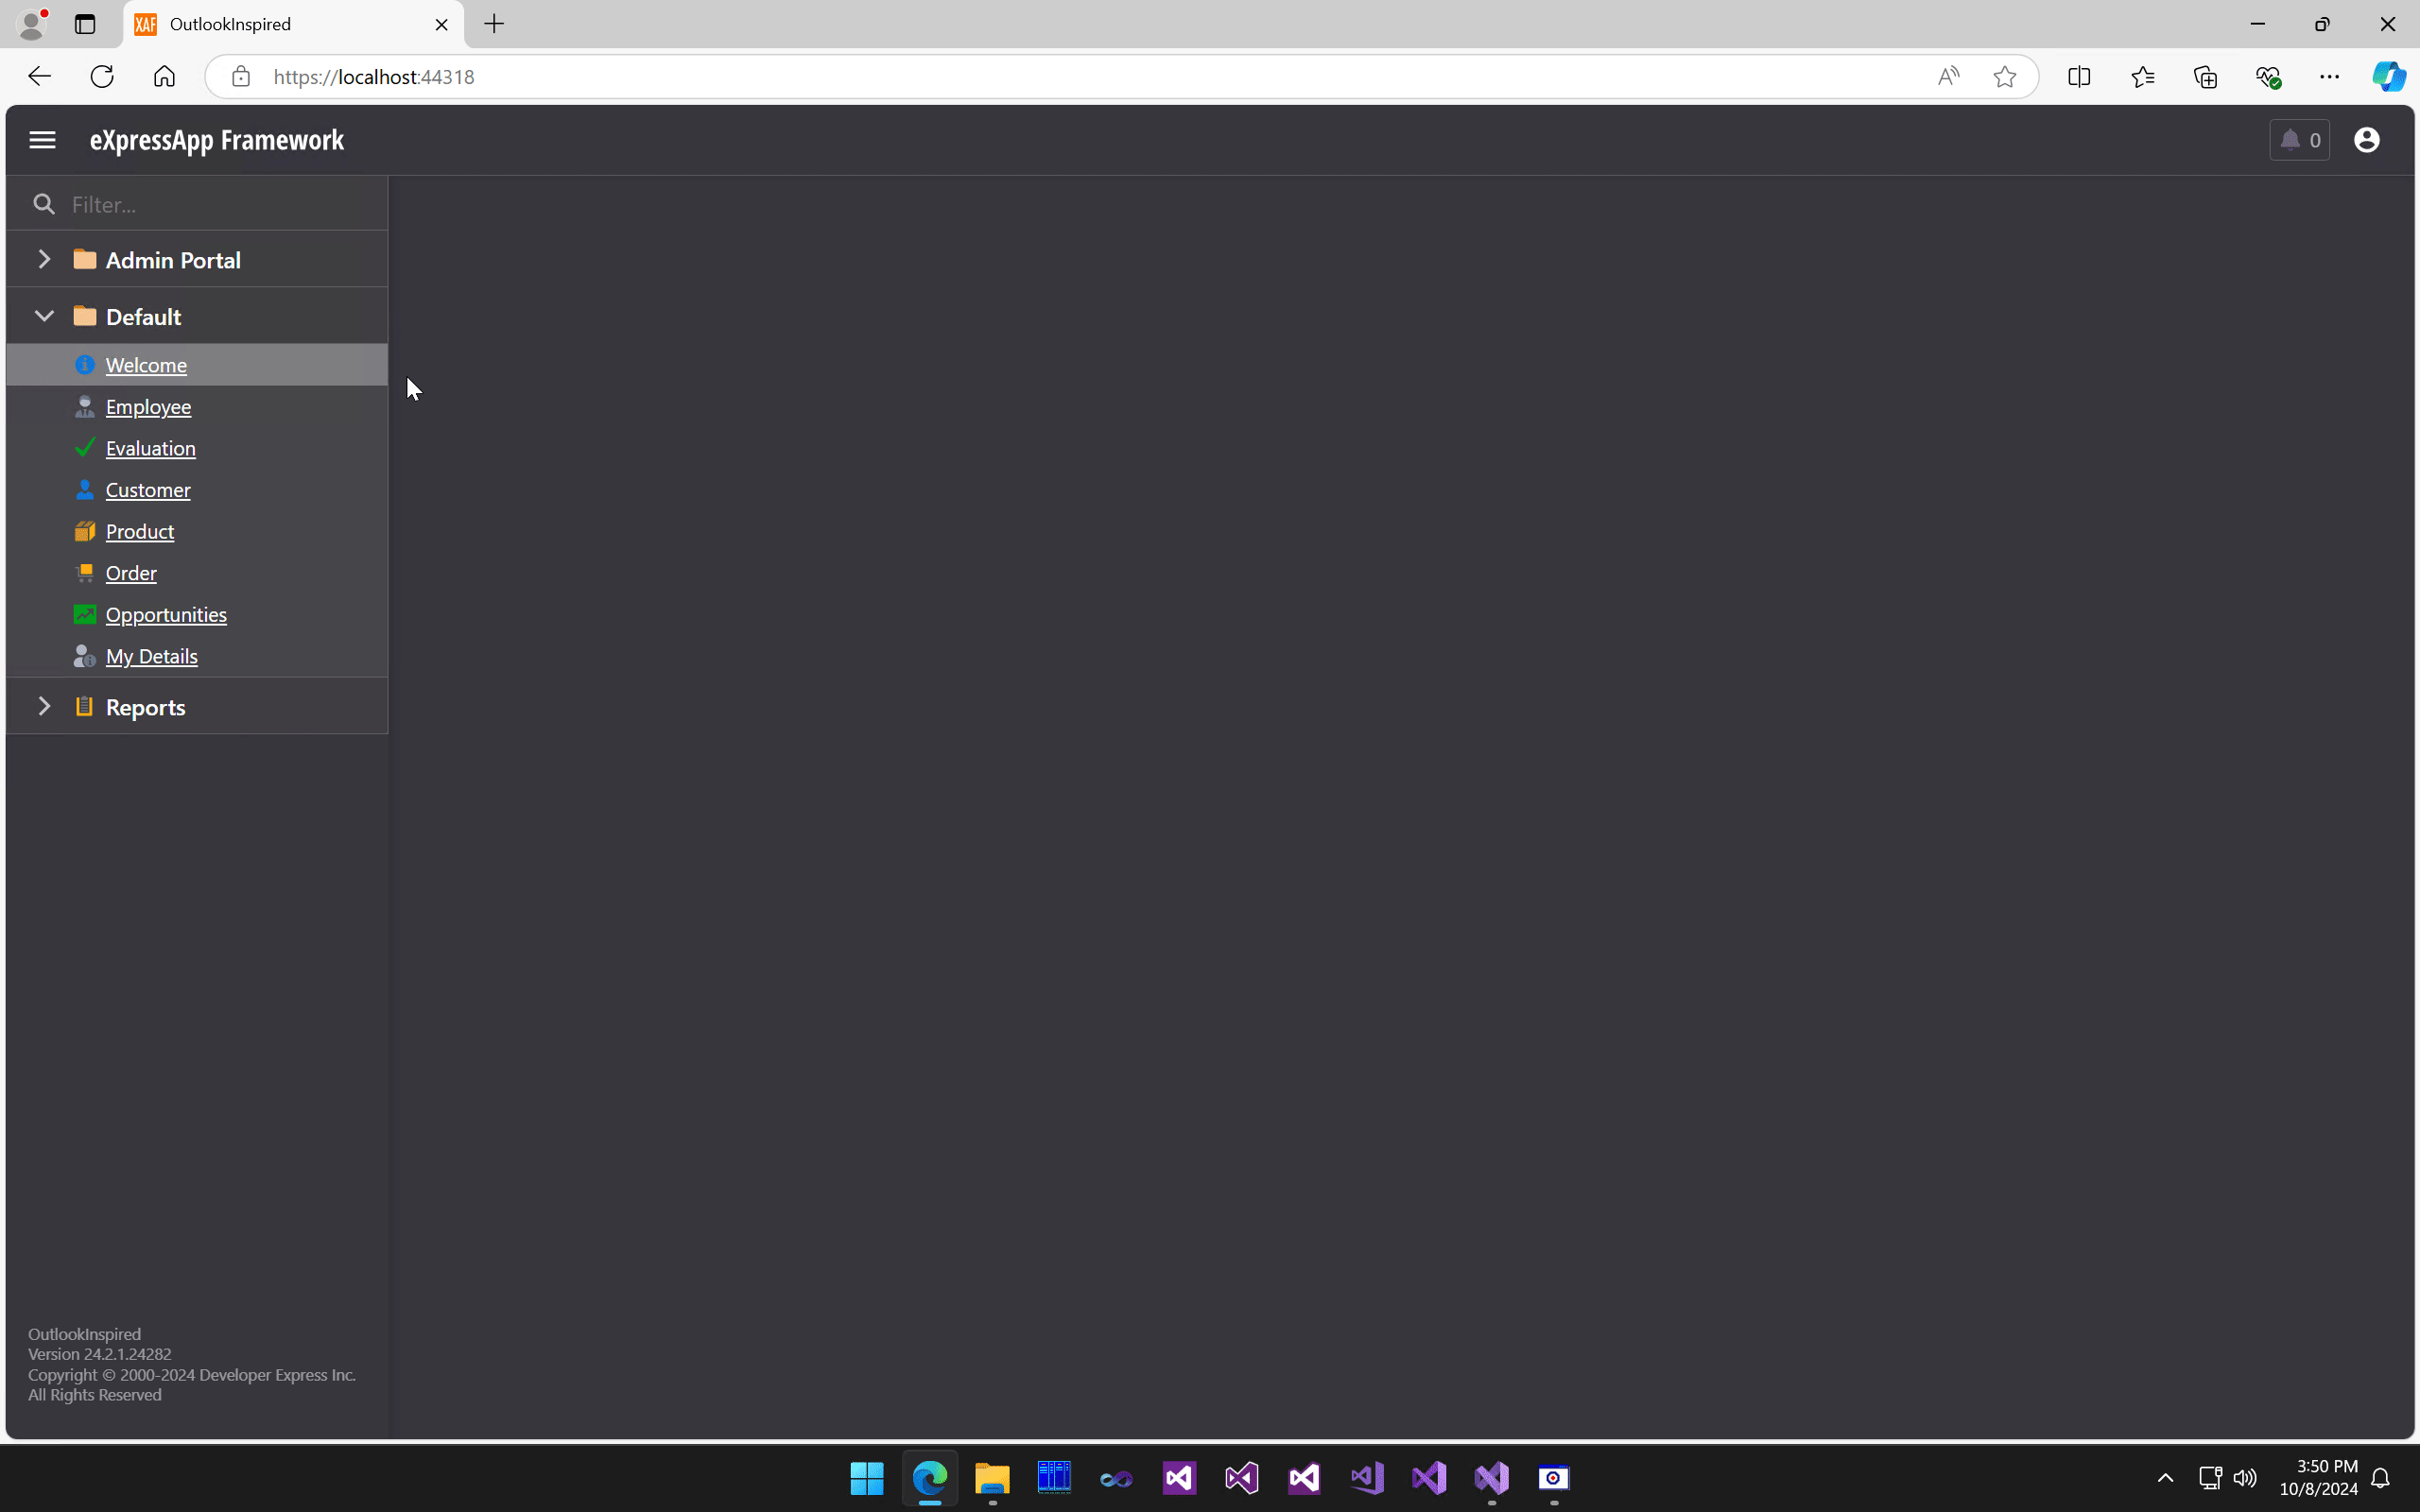 XAF OutlookInspired
https://localhost:44318
eXpressApp Framework
0
Filter...
Admin Portal
Default
Welcome
Employee
Evaluation
Customer
Product
Order
Opportunities
My Details
Reports
OutlookInspired
Version 24.2.1.24282
Copyright © 2000-2024 Developer Express Inc.
All Rights Reserved
3:50 PM
10/8/2024